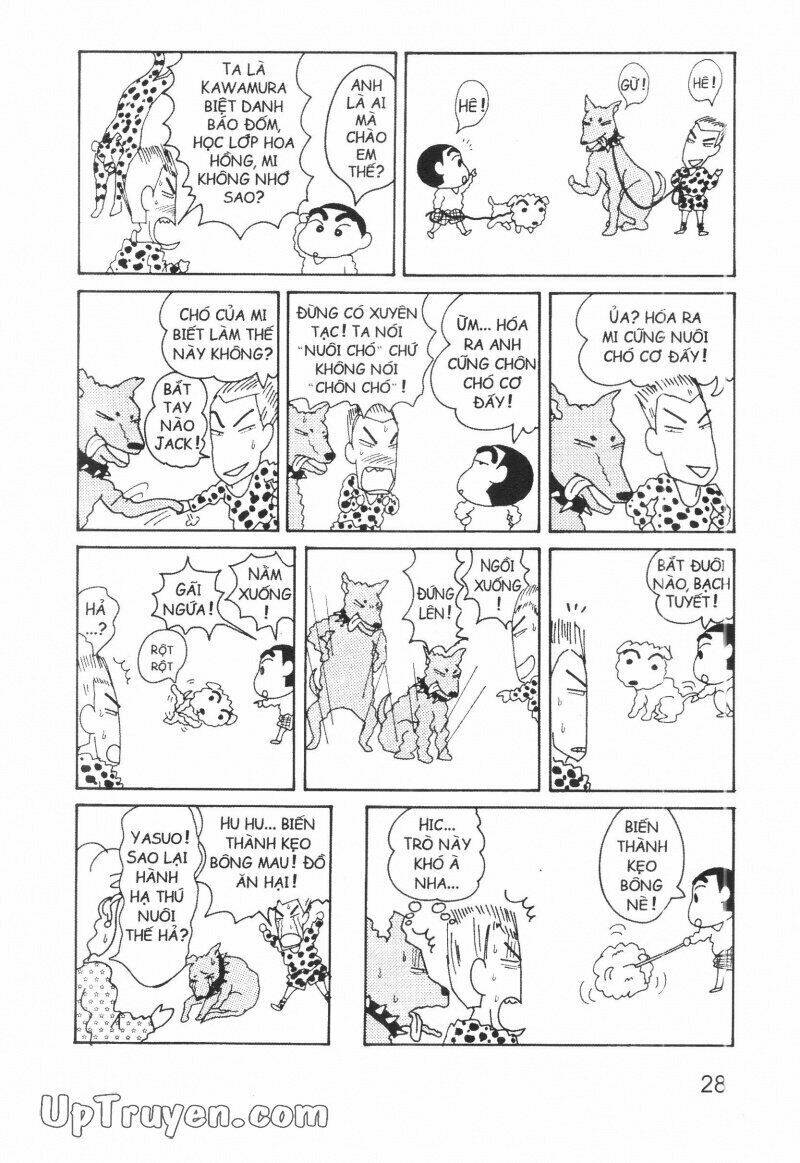 HÊ!
GỪ!
HÊ!
ANH
LÀ AI
MÀ
CHÀO
EM
THẾ?
TA LÀ
KAWAMURA
BIỆT DANH
BÁO ĐỐM,
HỌC LỚP HOA
HỒNG, MI
KHÔNG NHỚ
SAO?
ỦA? HÓA RA
MI CŨNG NUÔI
CHÓ CƠ ĐẤY!
ỪM... HÓA
RA ANH
CŨNG CHÔN
CHÓ CƠ
ĐẤY!
ĐỪNG CÓ XUYÊN
TẠC! TA NÓI
"NUÔI CHÓ" CHỨ
KHÔNG NÓI
"CHÔN CHÓ"!
CHÓ CỦA MI
BIẾT LÀM THẾ
NÀY KHÔNG?
BẮT
TAY
NÀO
JACK!
BẮT ĐUÔI
NÀO, BẠCH
TUYẾT!
NGỒI
XUỐNG!
ĐỨNG
LÊN!
NẰM
XUỐNG
!
GÃI
NGỨA!
RỘT
RỘT
HẢ
...?
BIẾN
THÀNH
KẸO
BÔNG
NÈ!
HIC...
TRÒ NÀY
KHÓ À
NHA...
HU HU... BIẾN
THÀNH KẸO
BÔNG MAU! ĐỒ
ĂN HẠI!
YASUO!
SAO LẠI
HÀNH
HẠ THÚ
NUÔI
THẾ HẢ?
28
UpTruyen.com